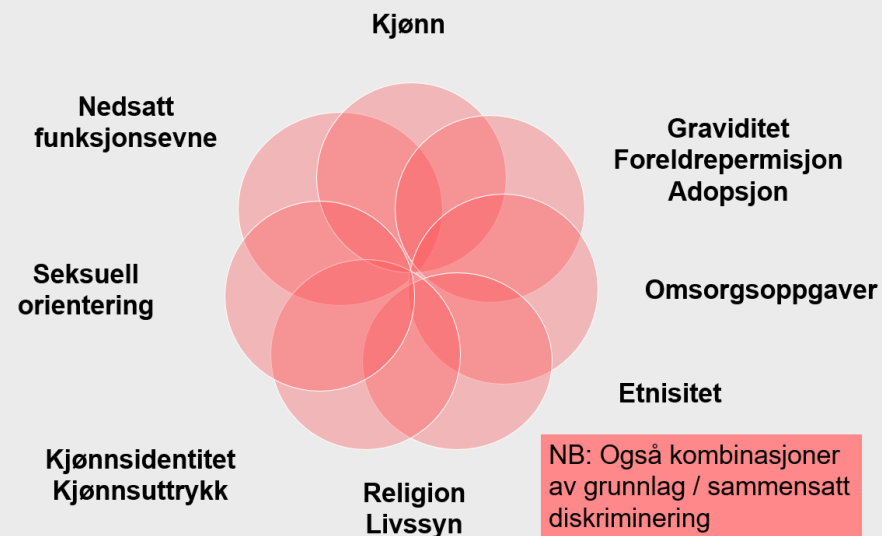 Kjønn
Graviditet
Foreldrepermisjon
Adopsjon
Omsorgsoppgaver
Etnisitet
NB: Også kombinasjoner
av grunnlag / sammensatt
diskriminering
Religion
Livssyn
Kjønnsidentitet
Kjønnsuttrykk
Seksuell
orientering
Nedsatt
funksjonsevne